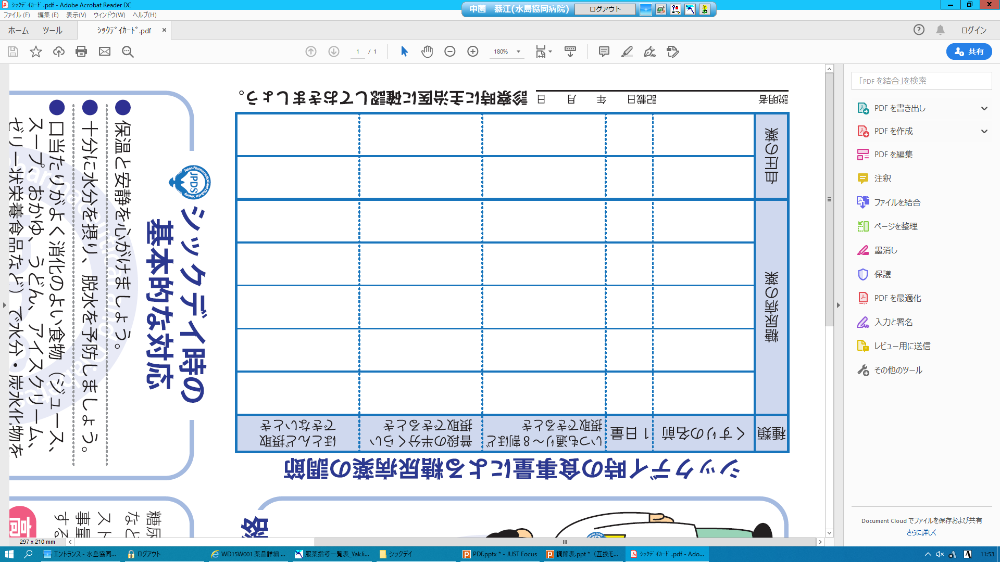 ｼｯｸﾃﾞｲｶｰﾄﾞ.pdf - Adobe Acrobat Reader DC
中薗　恭江(水島協同病院)
ログアウト
ファイル(F)　編集(E)　表示(V)　ウィンドウ(W)　ヘルプ(H)
ホーム　ツール　ｼｯｸﾃﾞｲｶｰﾄﾞ.pdf ×
ログイン
1 / 1　180%　共有
「PDF を結合」を検索
PDF を書き出し
PDF を作成
PDF を編集
注釈
ファイルを結合
ページを整理
墨消し
保護
PDF を最適化
入力と署名
レビュー用に送信
その他のツール
Document Cloud でファイルを保存および共有
さらに詳しく
シックデイ時の
基本的な対応
JPDS
Japan Pharmaceutical and Diabetes Society
保温と安静を心がけましょう。
十分に水分を摂り、脱水を予防しましょう。
口当たりがよく消化のよい食物（ジュース、
スープ、おかゆ、うどん、アイスクリーム、
ゼリー状栄養食品など）で水分・炭水化物を
シックデイ時の食事量による糖尿病薬の調節
種類
くすりの名前
1日量
いつも通り～8割ほど
摂取できるとき
普段の半分くらい
摂取できるとき
ほとんど摂取
できないとき
糖尿病の薬
血圧の薬
説明者
記載日　年　月　日
診察時に主治医に確認しておきましょう。
糖尿
など
スト
事量
する
297 x 210 mm
エントランス - 水島協同...
ログアウト
WD15W001 薬品詳細 ...
服薬指導一覧表_YakJi...
シックデイ
PDF.pptx * - JUST Focus
調節表.ppt *（互換モ...
ｼｯｸﾃﾞｲｶｰﾄﾞ.pdf - Ado...
A
11:53